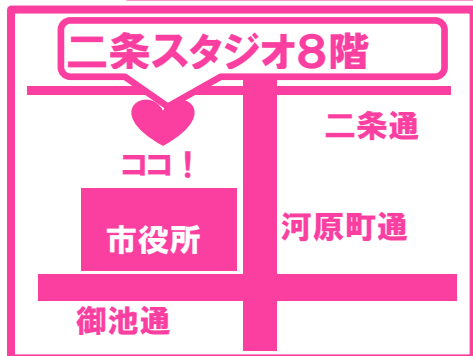 二条スタジオ８階
二条通
ココ！
河原町通
市役所
御池通